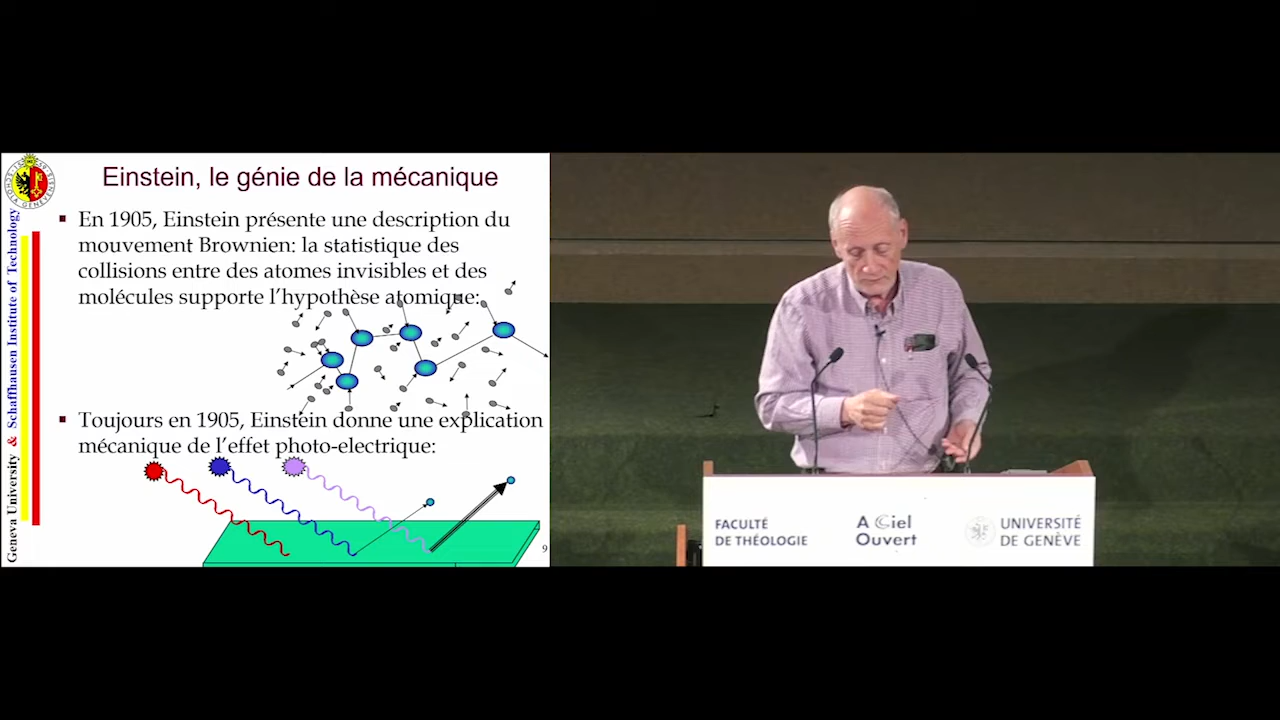 Einstein, le génie de la mécanique
▪ En 1905, Einstein présente une description du
mouvement Brownien: la statistique des
collisions entre des atomes invisibles et des
molécules supporte l’hypothèse atomique:
▪ Toujours en 1905, Einstein donne une explication
mécanique de l’effet photo-electrique:
9
Geneva University & Schaffhausen Institute of Technology
FACULTÉ
DE THÉOLOGIE
A Ciel
Ouvert
UNIVERSITÉ
DE GENÈVE